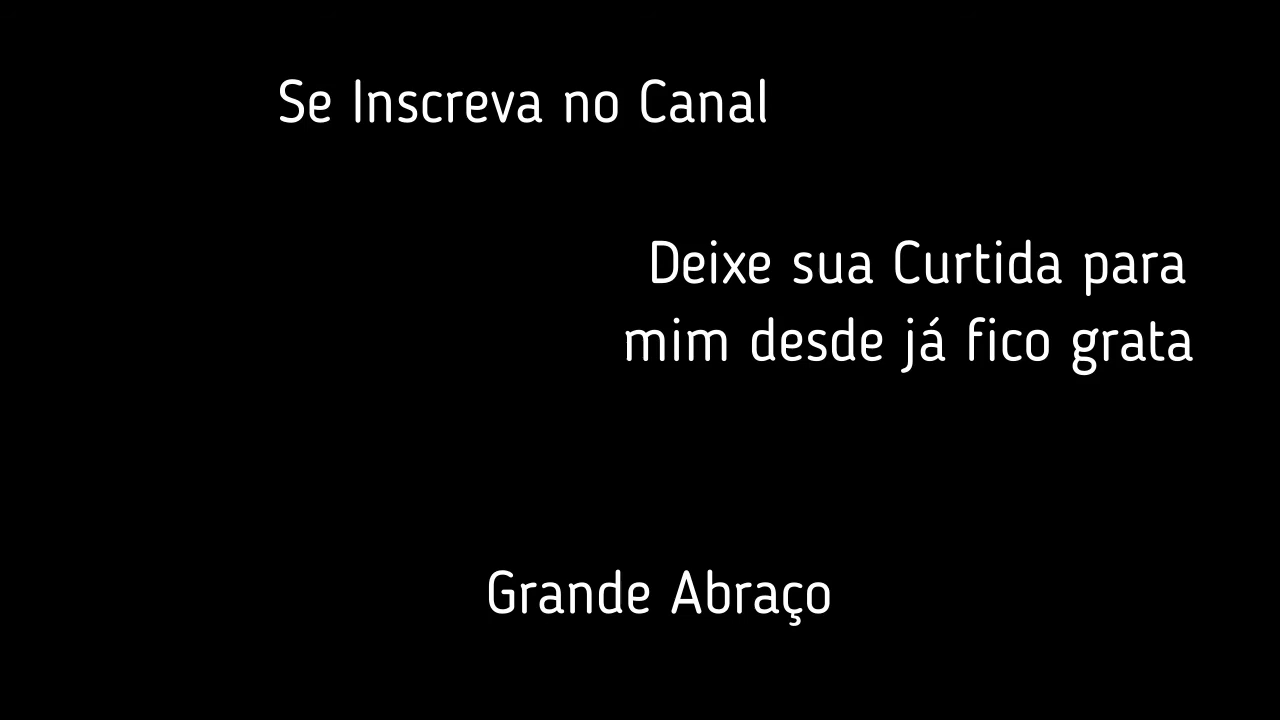 Se Inscreva no Canal
Deixe sua Curtida para
mim desde já fico grata
Grande Abraço